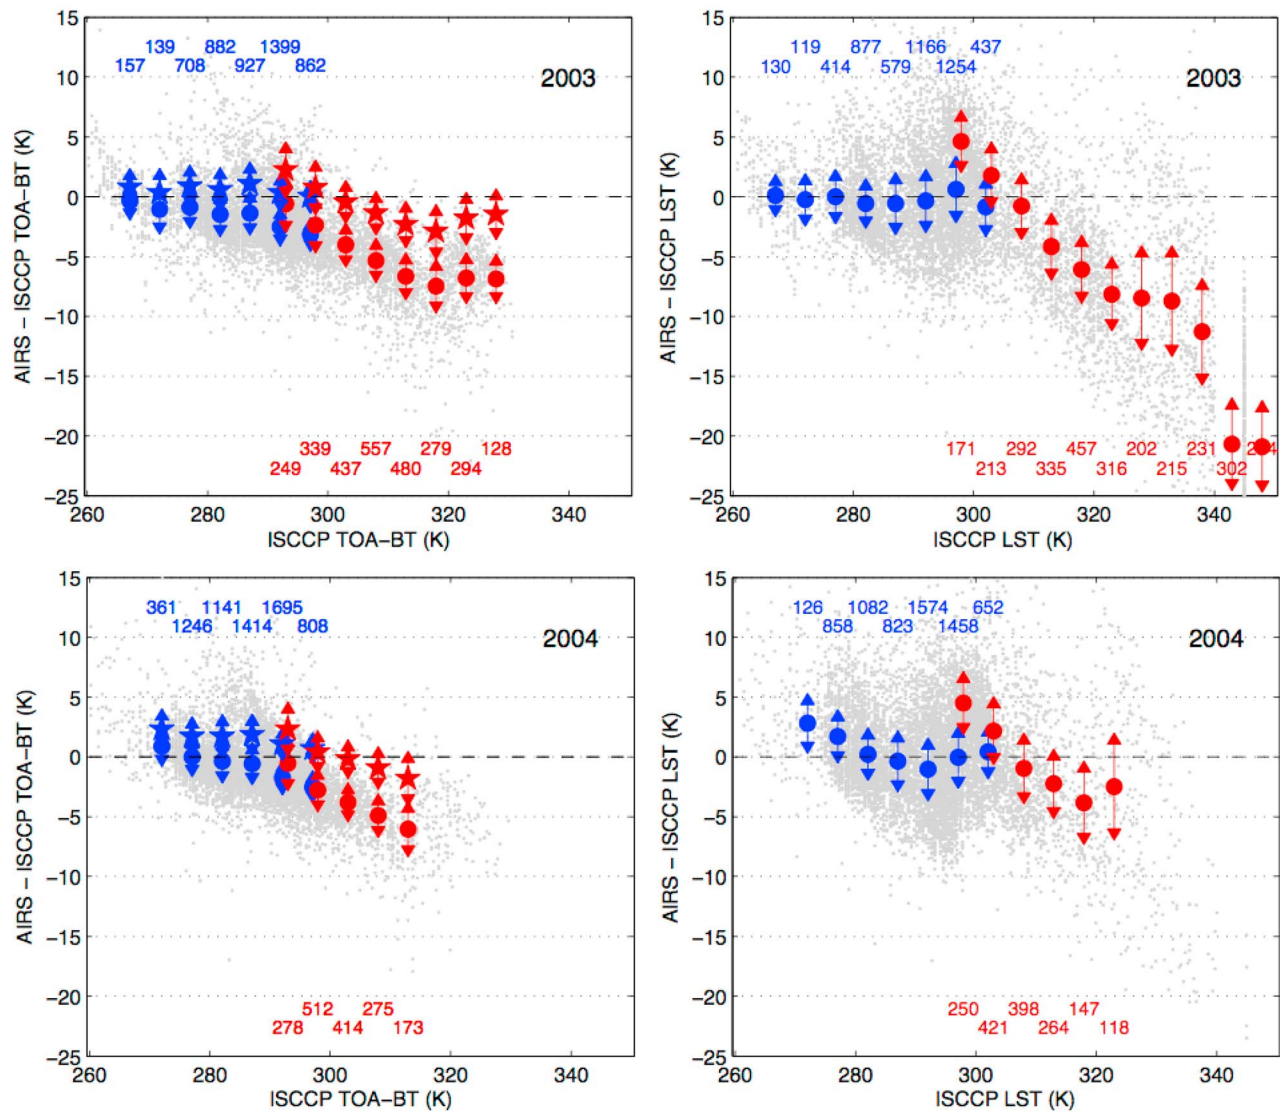 15
10
5
0
−5
−10
−15
−20
−25
AIRS − ISCCP TOA−BT (K)
139 882 1399
157 708 927 862
2003
339 557 279 128
249 437 480 294
260 280 300 320 340
ISCCP TOA−BT (K)
15
10
5
0
−5
−10
−15
−20
−25
AIRS − ISCCP LST (K)
119 877 1166 437
130 414 579 1254
2003
171 292 457 202 231
213 335 316 215 302
260 280 300 320 340
ISCCP LST (K)
15
10
5
0
−5
−10
−15
−20
−25
AIRS − ISCCP TOA−BT (K)
361 1141 1695
1246 1414 808
2004
512 275
278 414 173
260 280 300 320 340
ISCCP TOA−BT (K)
15
10
5
0
−5
−10
−15
−20
−25
AIRS − ISCCP LST (K)
126 1082 1574 652
858 823 1458
2004
250 398 147
421 264 118
260 280 300 320 340
ISCCP LST (K)